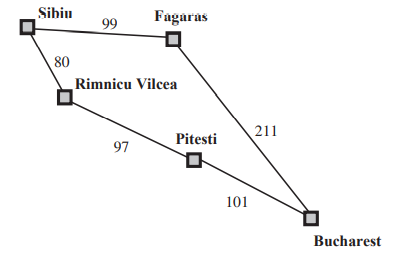 Sibiu
Fagaras
99
80
Rimnicu Vilcea
97
Pitesti
211
101
Bucharest